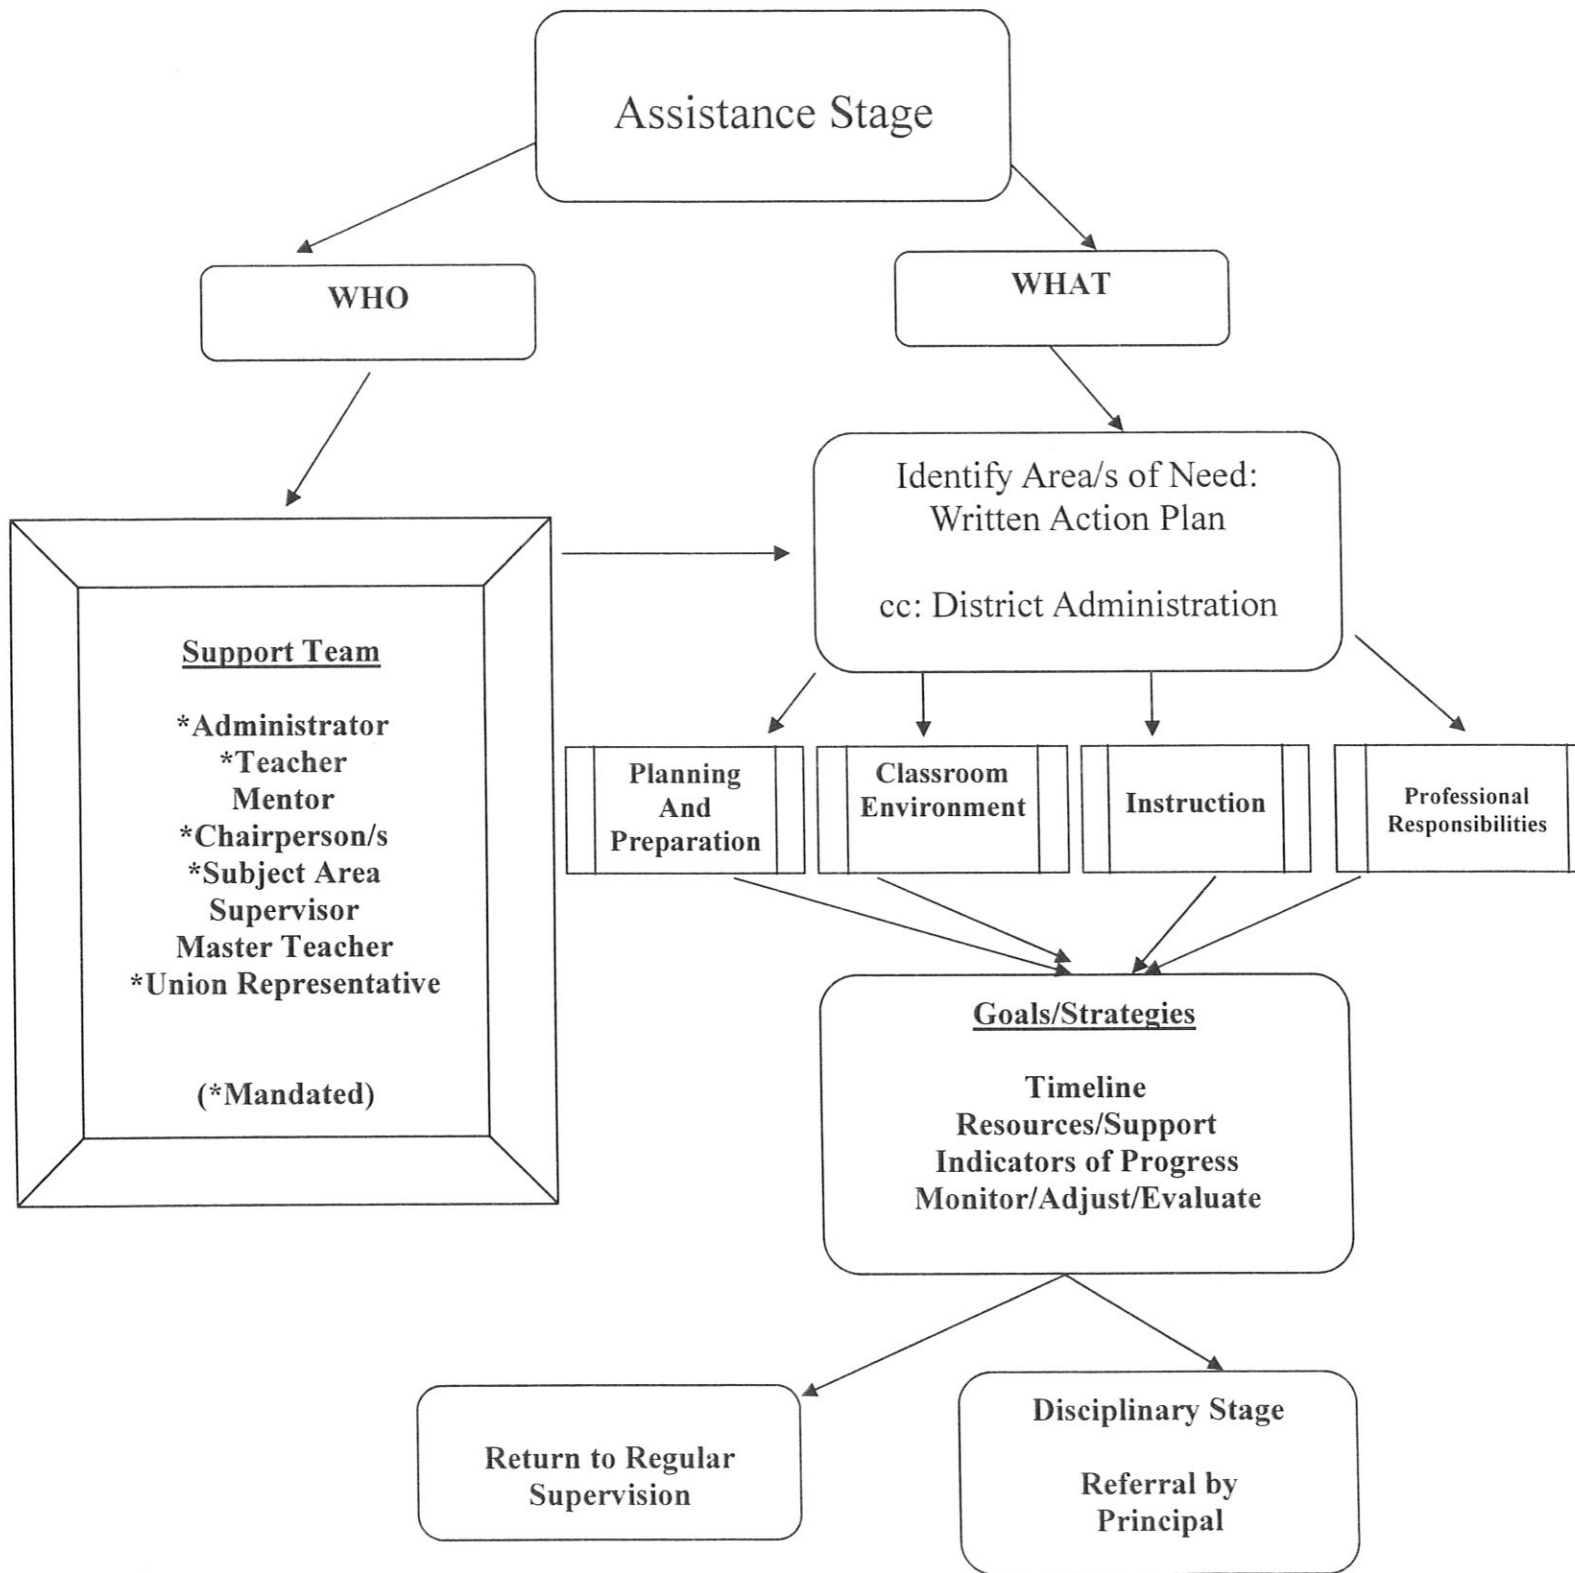 Assistance Stage
WHO
WHAT
Identify Area/s of Need:
Written Action Plan
cc: District Administration
Support Team
*Administrator
*Teacher
Mentor
*Chairperson/s
*Subject Area
Supervisor
Master Teacher
*Union Representative
(*Mandated)
Planning
And
Preparation
Classroom
Environment
Instruction
Professional
Responsibilities
Goals/Strategies
Timeline
Resources/Support
Indicators of Progress
Monitor/Adjust/Evaluate
Return to Regular
Supervision
Disciplinary Stage
Referral by
Principal